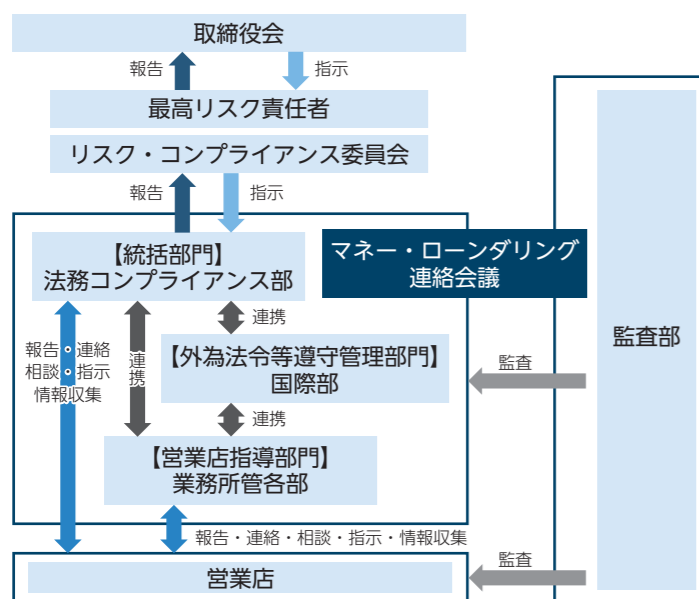 取締役会
報告
指示
最高リスク責任者
リスク・コンプライアンス委員会
報告
指示
マネー・ローンダリング
連絡会議
【統括部門】
法務コンプライアンス部
報告・連絡
相談・指示
情報収集
連携
連携
【外為法令等遵守管理部門】
国際部
連携
【営業店指導部門】
業務所管各部
報告・連絡・相談・指示・情報収集
営業店
監査
監査
監査部